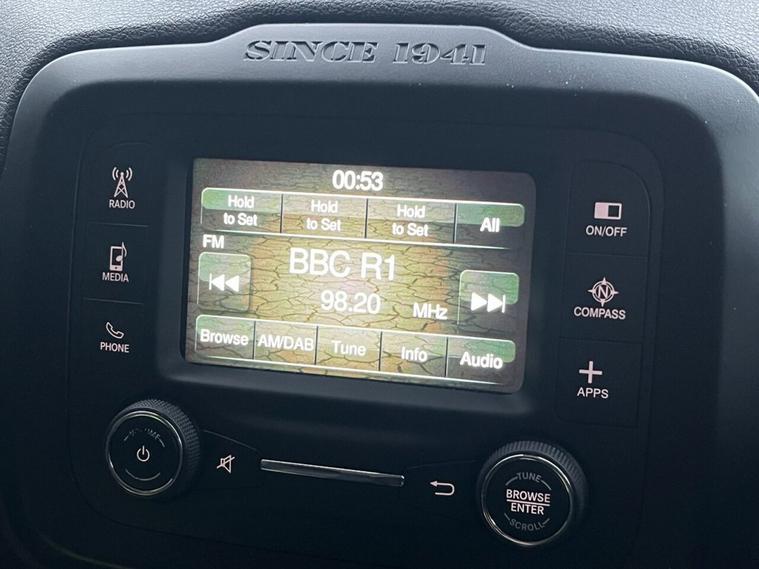 SINCE 1941
00:53
Hold
to Set
Hold
to Set
Hold
to Set
All
FM
BBC R1
98.20
MHz
Browse
AM/DAB
Tune
Info
Audio
RADIO
MEDIA
PHONE
ON/OFF
N
COMPASS
APPS
VOLUME
TUNE
BROWSE
ENTER
SCROLL